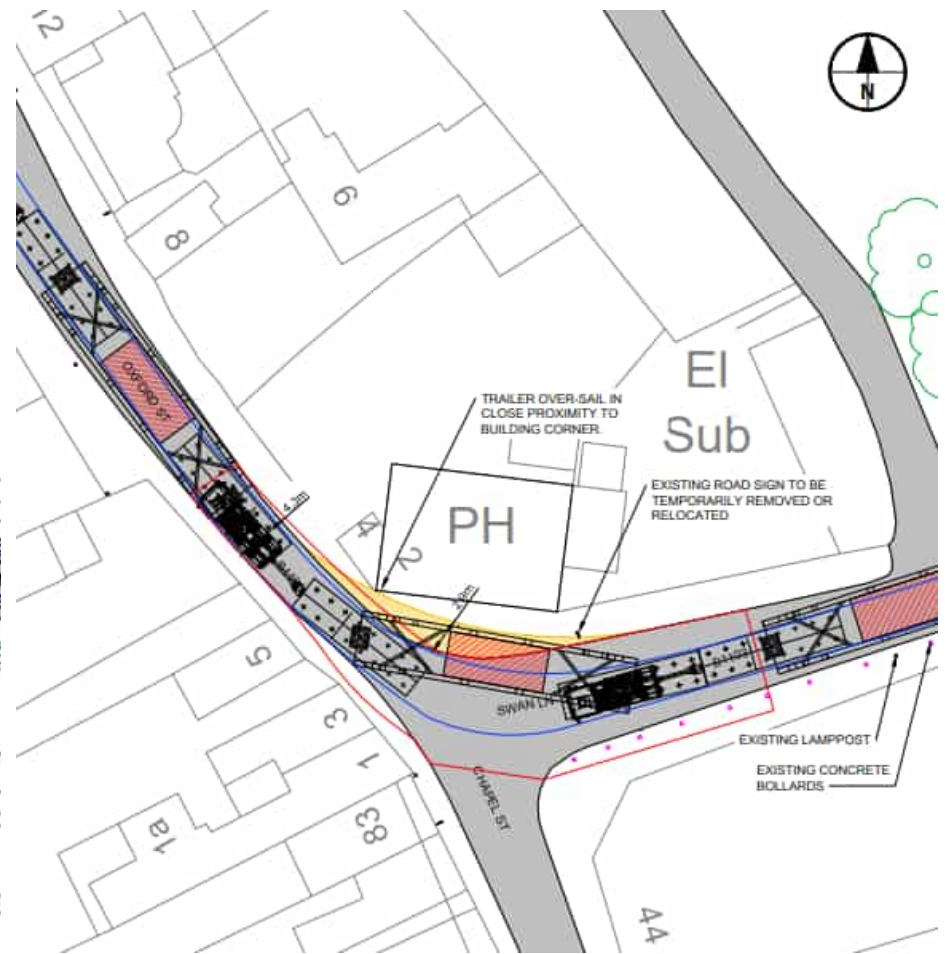 12
N
6
8
El
Sub
OXFORD ST
TRAILER OVER-SAIL IN
CLOSE PROXIMITY TO
BUILDING CORNER.
EXISTING ROAD SIGN TO BE
TEMPORARILY REMOVED OR
RELOCATED
4.3m
PH
4
2
5
SWAN LN
3
EXISTING LAMPPOST
1
EXISTING CONCRETE
BOLLARDS
CHAPEL ST
1a
83
44